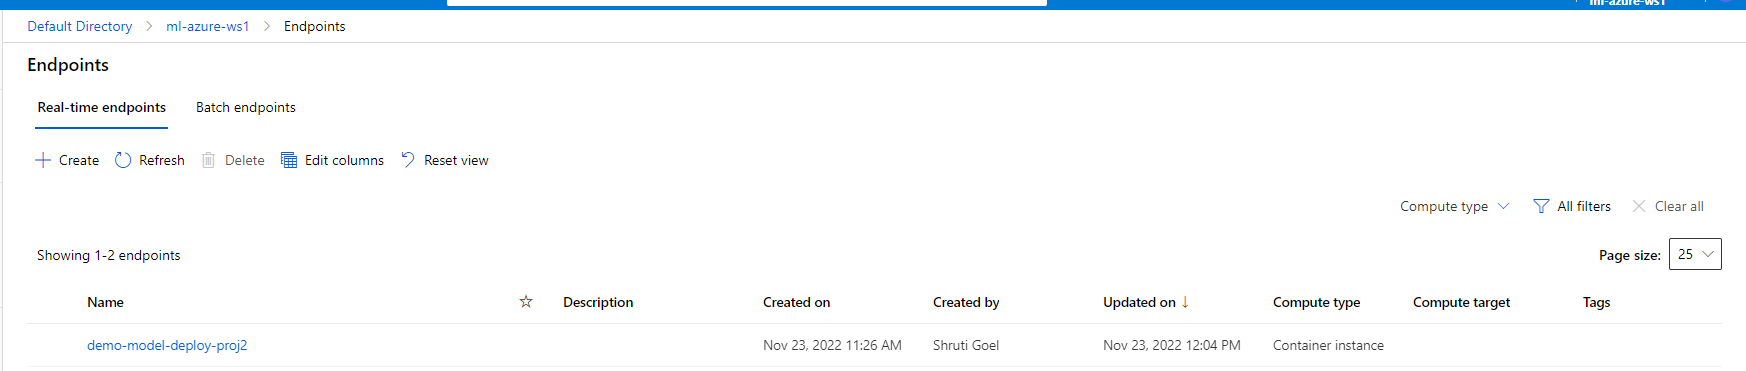 ml-azure-ws1
Default Directory ml-azure-ws1 Endpoints
Endpoints
Real-time endpoints Batch endpoints
Create Refresh Delete Edit columns Reset view
Compute type All filters Clear all
Showing 1-2 endpoints Page size: 25
Name Description Created on Created by Updated on Compute type Compute target Tags
demo-model-deploy-proj2 Nov 23, 2022 11:26 AM Shruti Goel Nov 23, 2022 12:04 PM Container instance